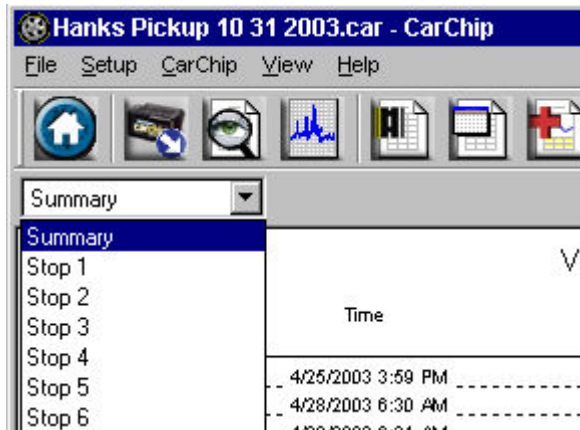 Hanks Pickup 10 31 2003.car - CarChip
File Setup CarChip View Help
Summary
Summary
Stop 1
Stop 2
Stop 3
Stop 4
Stop 5
Stop 6
V
Time
4/25/2003 3:59 PM
4/28/2003 6:30 AM